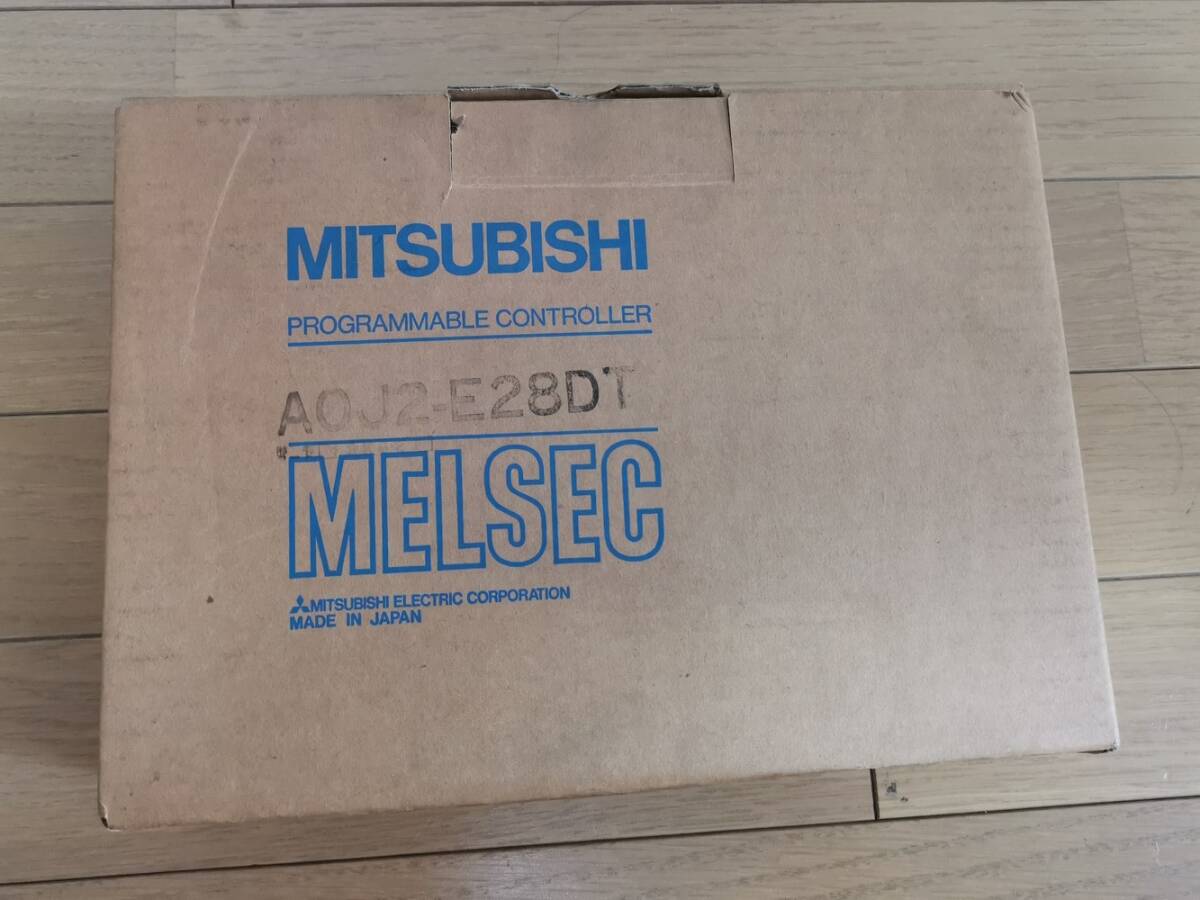 MITSUBISHI
PROGRAMMABLE CONTROLLER
A0J2-E28DT
MELSEC
MITSUBISHI ELECTRIC CORPORATION
MADE IN JAPAN